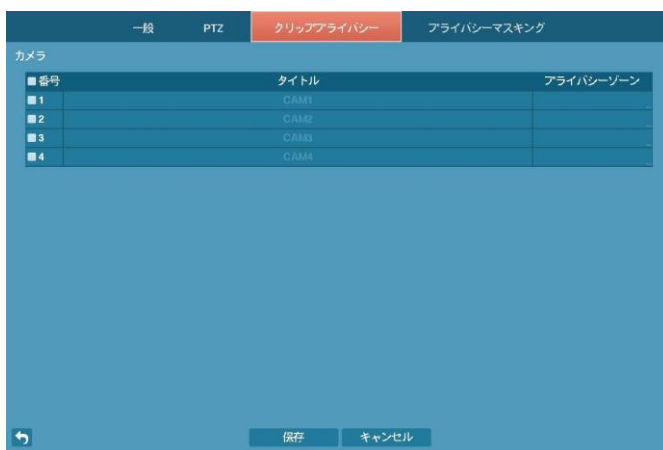 一般 PTZ クリッププライバシー プライバシーマスキング
カメラ
番号 タイトル プライバシーゾーン
1 CAM1 ...
2 CAM2 ...
3 CAM3 ...
4 CAM4 ...
保存 キャンセル